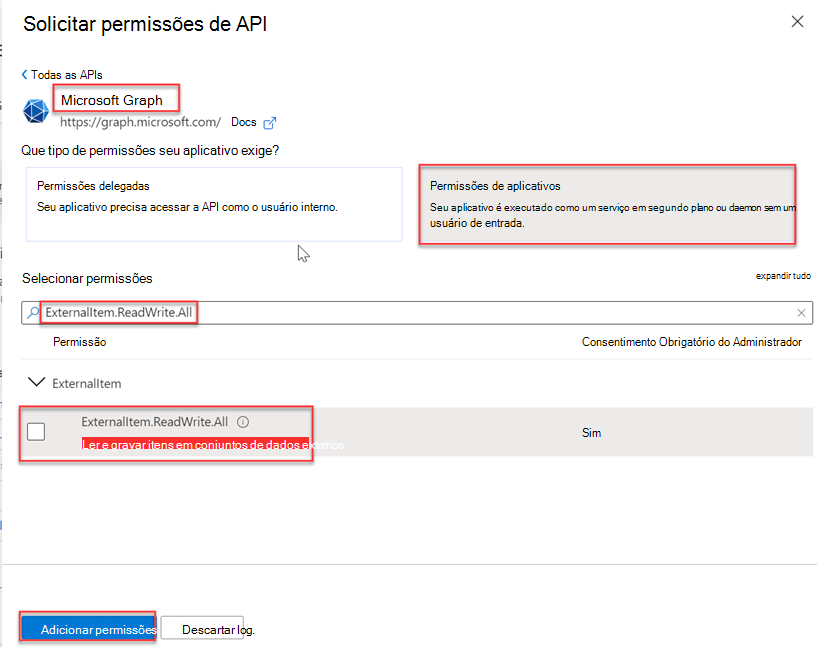 Solicitar permissões de API
Todas as APIs
Microsoft Graph
https://graph.microsoft.com/ Docs
Que tipo de permissões seu aplicativo exige?
Permissões delegadas
Seu aplicativo precisa acessar a API como o usuário interno.
Permissões de aplicativos
Seu aplicativo é executado como um serviço em segundo plano ou daemon sem um
usuário de entrada.
Selecionar permissões
expandir tudo
ExternalItem.ReadWrite.All
Permissão
Consentimento Obrigatório do Administrador
ExternalItem
ExternalItem.ReadWrite.All
Ler e gravar itens em conjuntos de dados externos
Sim
Adicionar permissões
Descartar log.